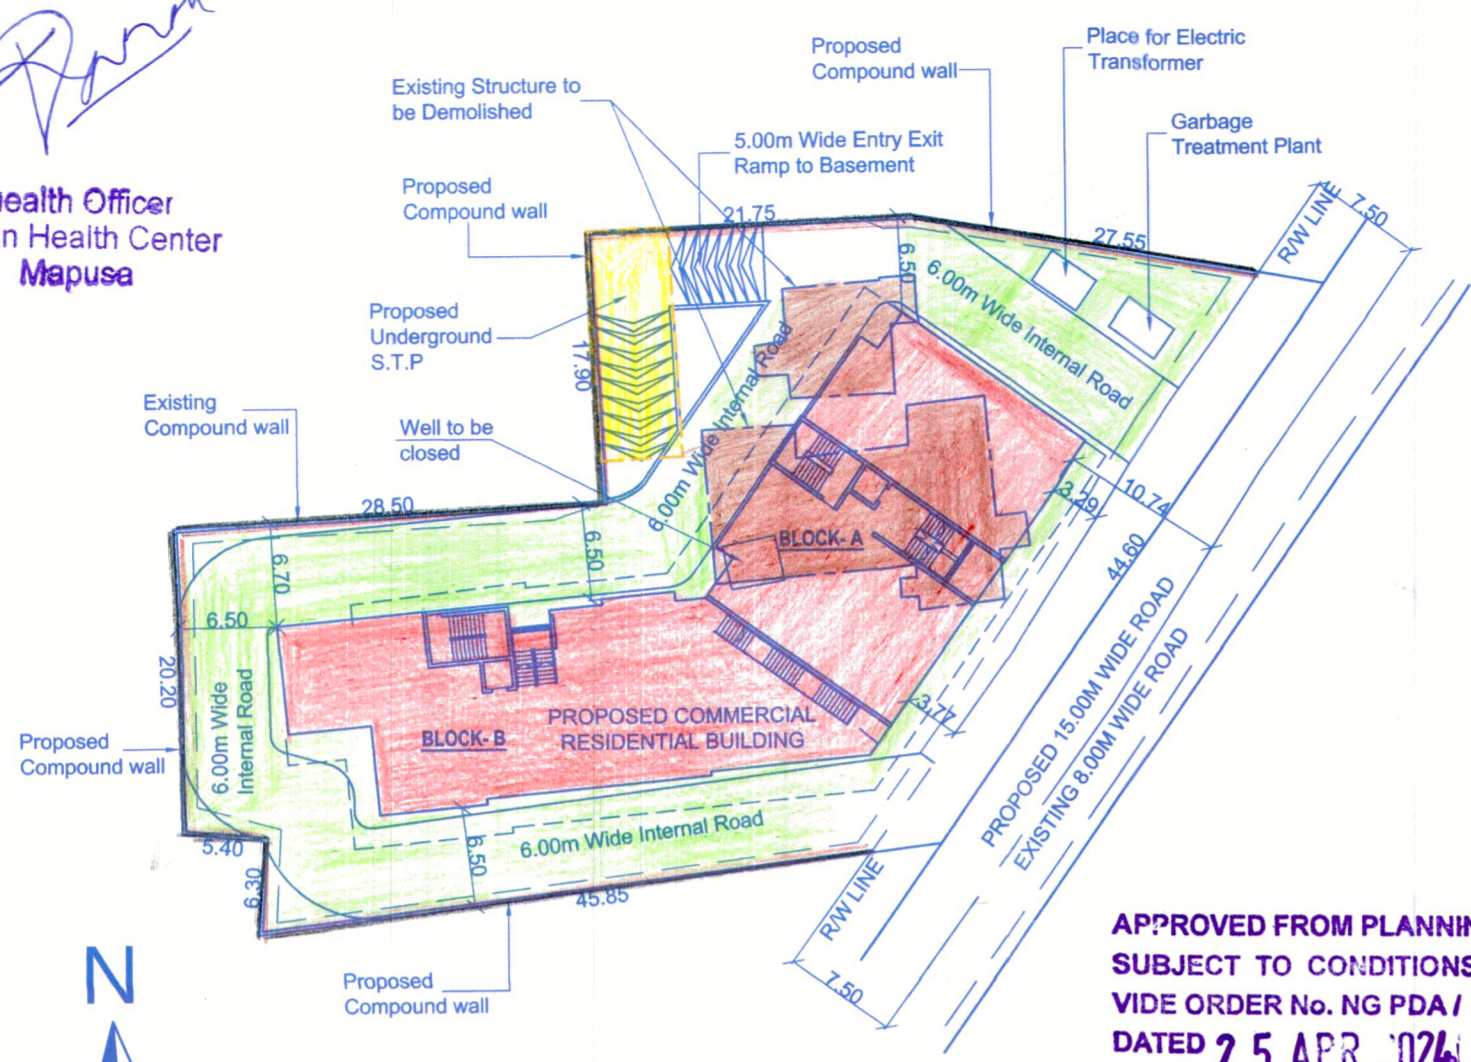 Health Officer
n Health Center
Mapusa
Proposed
Compound wall
Place for Electric
Transformer
Existing Structure to
be Demolished
5.00m Wide Entry Exit
Ramp to Basement
Garbage
Treatment Plant
Proposed
Compound wall
21.75
27.55
6.50
R/W LINE
7.50
6.00m Wide Internal Road
Proposed
Underground
S.T.P
17.90
Existing
Compound wall
Well to be
closed
6.00m Wide Internal Road
28.50
6.70
6.50
BLOCK- A
3.29
10.74
44.60
6.50
20.20
6.00m Wide
Internal Road
Proposed
Compound wall
BLOCK- B
PROPOSED COMMERCIAL
RESIDENTIAL BUILDING
3.77
PROPOSED 15.00M WIDE ROAD
EXISTING 8.00M WIDE ROAD
5.40
6.30
6.50
6.00m Wide Internal Road
45.85
R/W LINE
7.50
Proposed
Compound wall
N
APPROVED FROM PLANNIN
SUBJECT TO CONDITIONS
VIDE ORDER No. NG PDA /
DATED 25 APR 2024